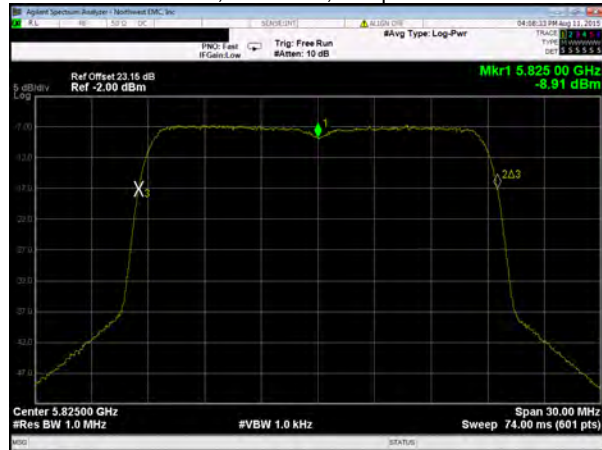 Agilent Spectrum Analyzer - Northwest EMC, Inc
RL RF 50 Ω DC SENSE:INT ALIGN OFF 04:08:33 PM Aug 11, 2015
#Avg Type: Log-Pwr TRACE 1 2 3 4 5 6
PNO: Fast Trig: Free Run TYPE
IFGain:Low #Atten: 10 dB DET S S S S S S
Mkr1 5.825 00 GHz
Ref Offset 23.15 dB
5 dB/div Ref -2.00 dBm -8.91 dBm
Log
1
-7.00
-12.0
2Δ3
-17.0
3
-22.0
-27.0
-32.0
-37.0
-42.0
-47.0
Center 5.82500 GHz Span 30.00 MHz
#Res BW 1.0 MHz #VBW 1.0 kHz Sweep 74.00 ms (601 pts)
MSG STATUS